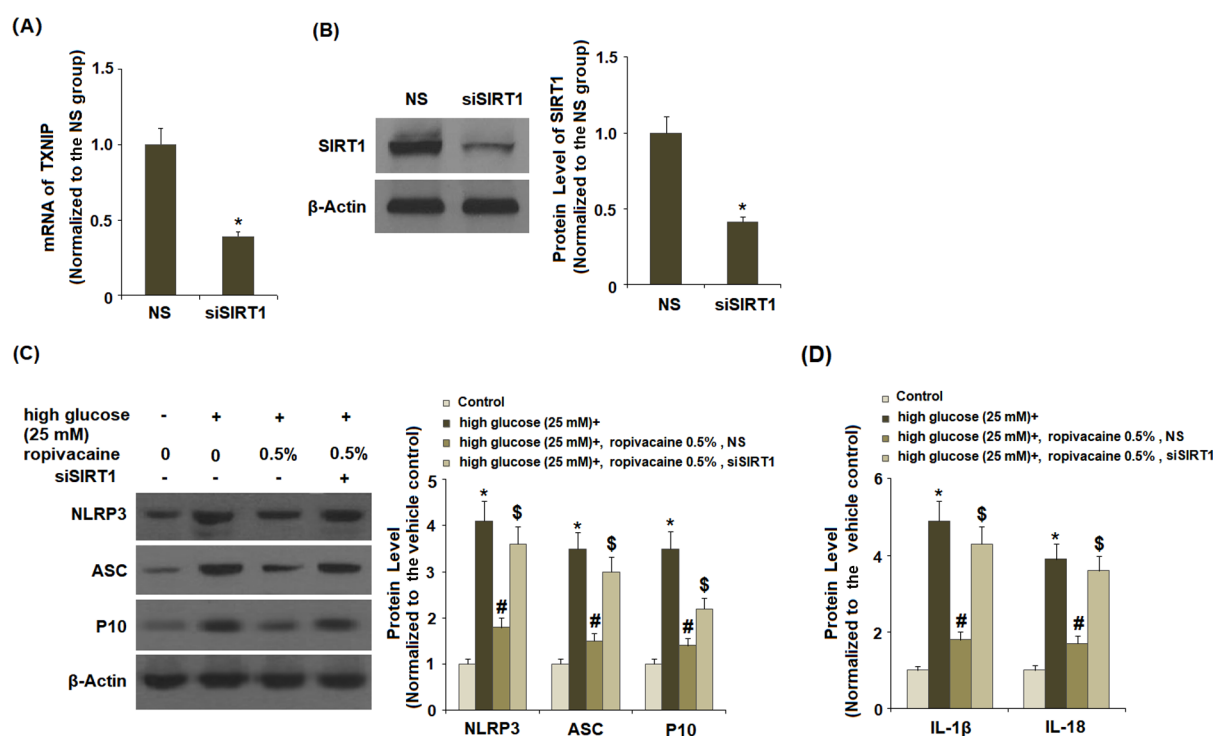 (A)
mRNA of TXNIP
(Normalized to the NS group)
1.5
1.0
0.5
0
*
NS siSIRT1
(B)
NS siSIRT1
SIRT1
β-Actin
Protein Level of SIRT1
(Normalized to the NS group)
1.5
1.0
0.5
0
*
NS siSIRT1
(C)
high glucose - + + +
(25 mM)
ropivacaine 0 0 0.5% 0.5%
siSIRT1 - - - +
NLRP3
ASC
P10
β-Actin
Control
high glucose (25 mM)+
high glucose (25 mM)+, ropivacaine 0.5% , NS
high glucose (25 mM)+, ropivacaine 0.5% , siSIRT1
Protein Level
(Normalized to the vehicle control)
5
4
3
2
1
0
* # $ * # $ * # $
NLRP3 ASC P10
(D)
Control
high glucose (25 mM)+
high glucose (25 mM)+, ropivacaine 0.5% , NS
high glucose (25 mM)+, ropivacaine 0.5% , siSIRT1
Protein Level
(Normalized to the vehicle control)
6
4
2
0
* # $ * # $
IL-1β IL-18